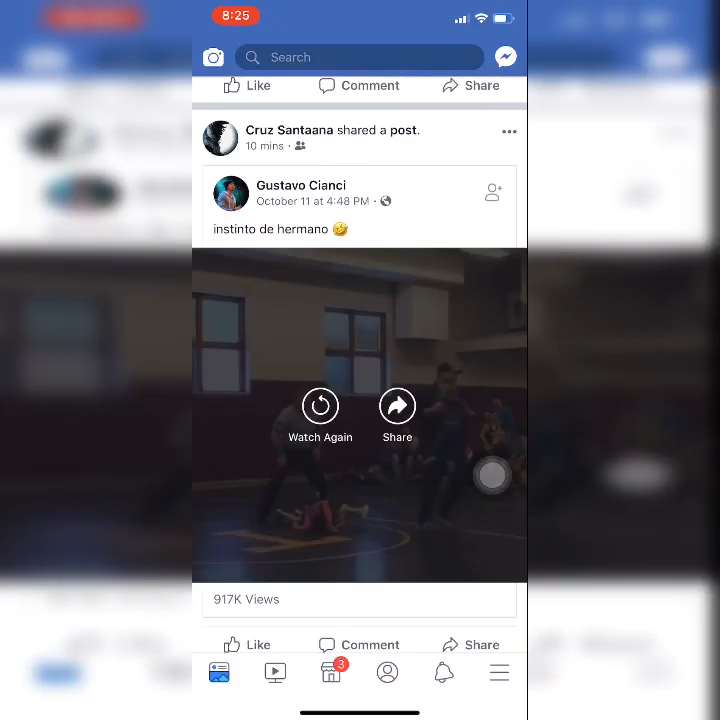 8:25
Search
Like Comment Share
Cruz Santaana shared a post.
10 mins ·
Gustavo Cianci
October 11 at 4:48 PM ·
instinto de hermano 🤣
Watch Again Share
917K Views
Like Comment Share
3